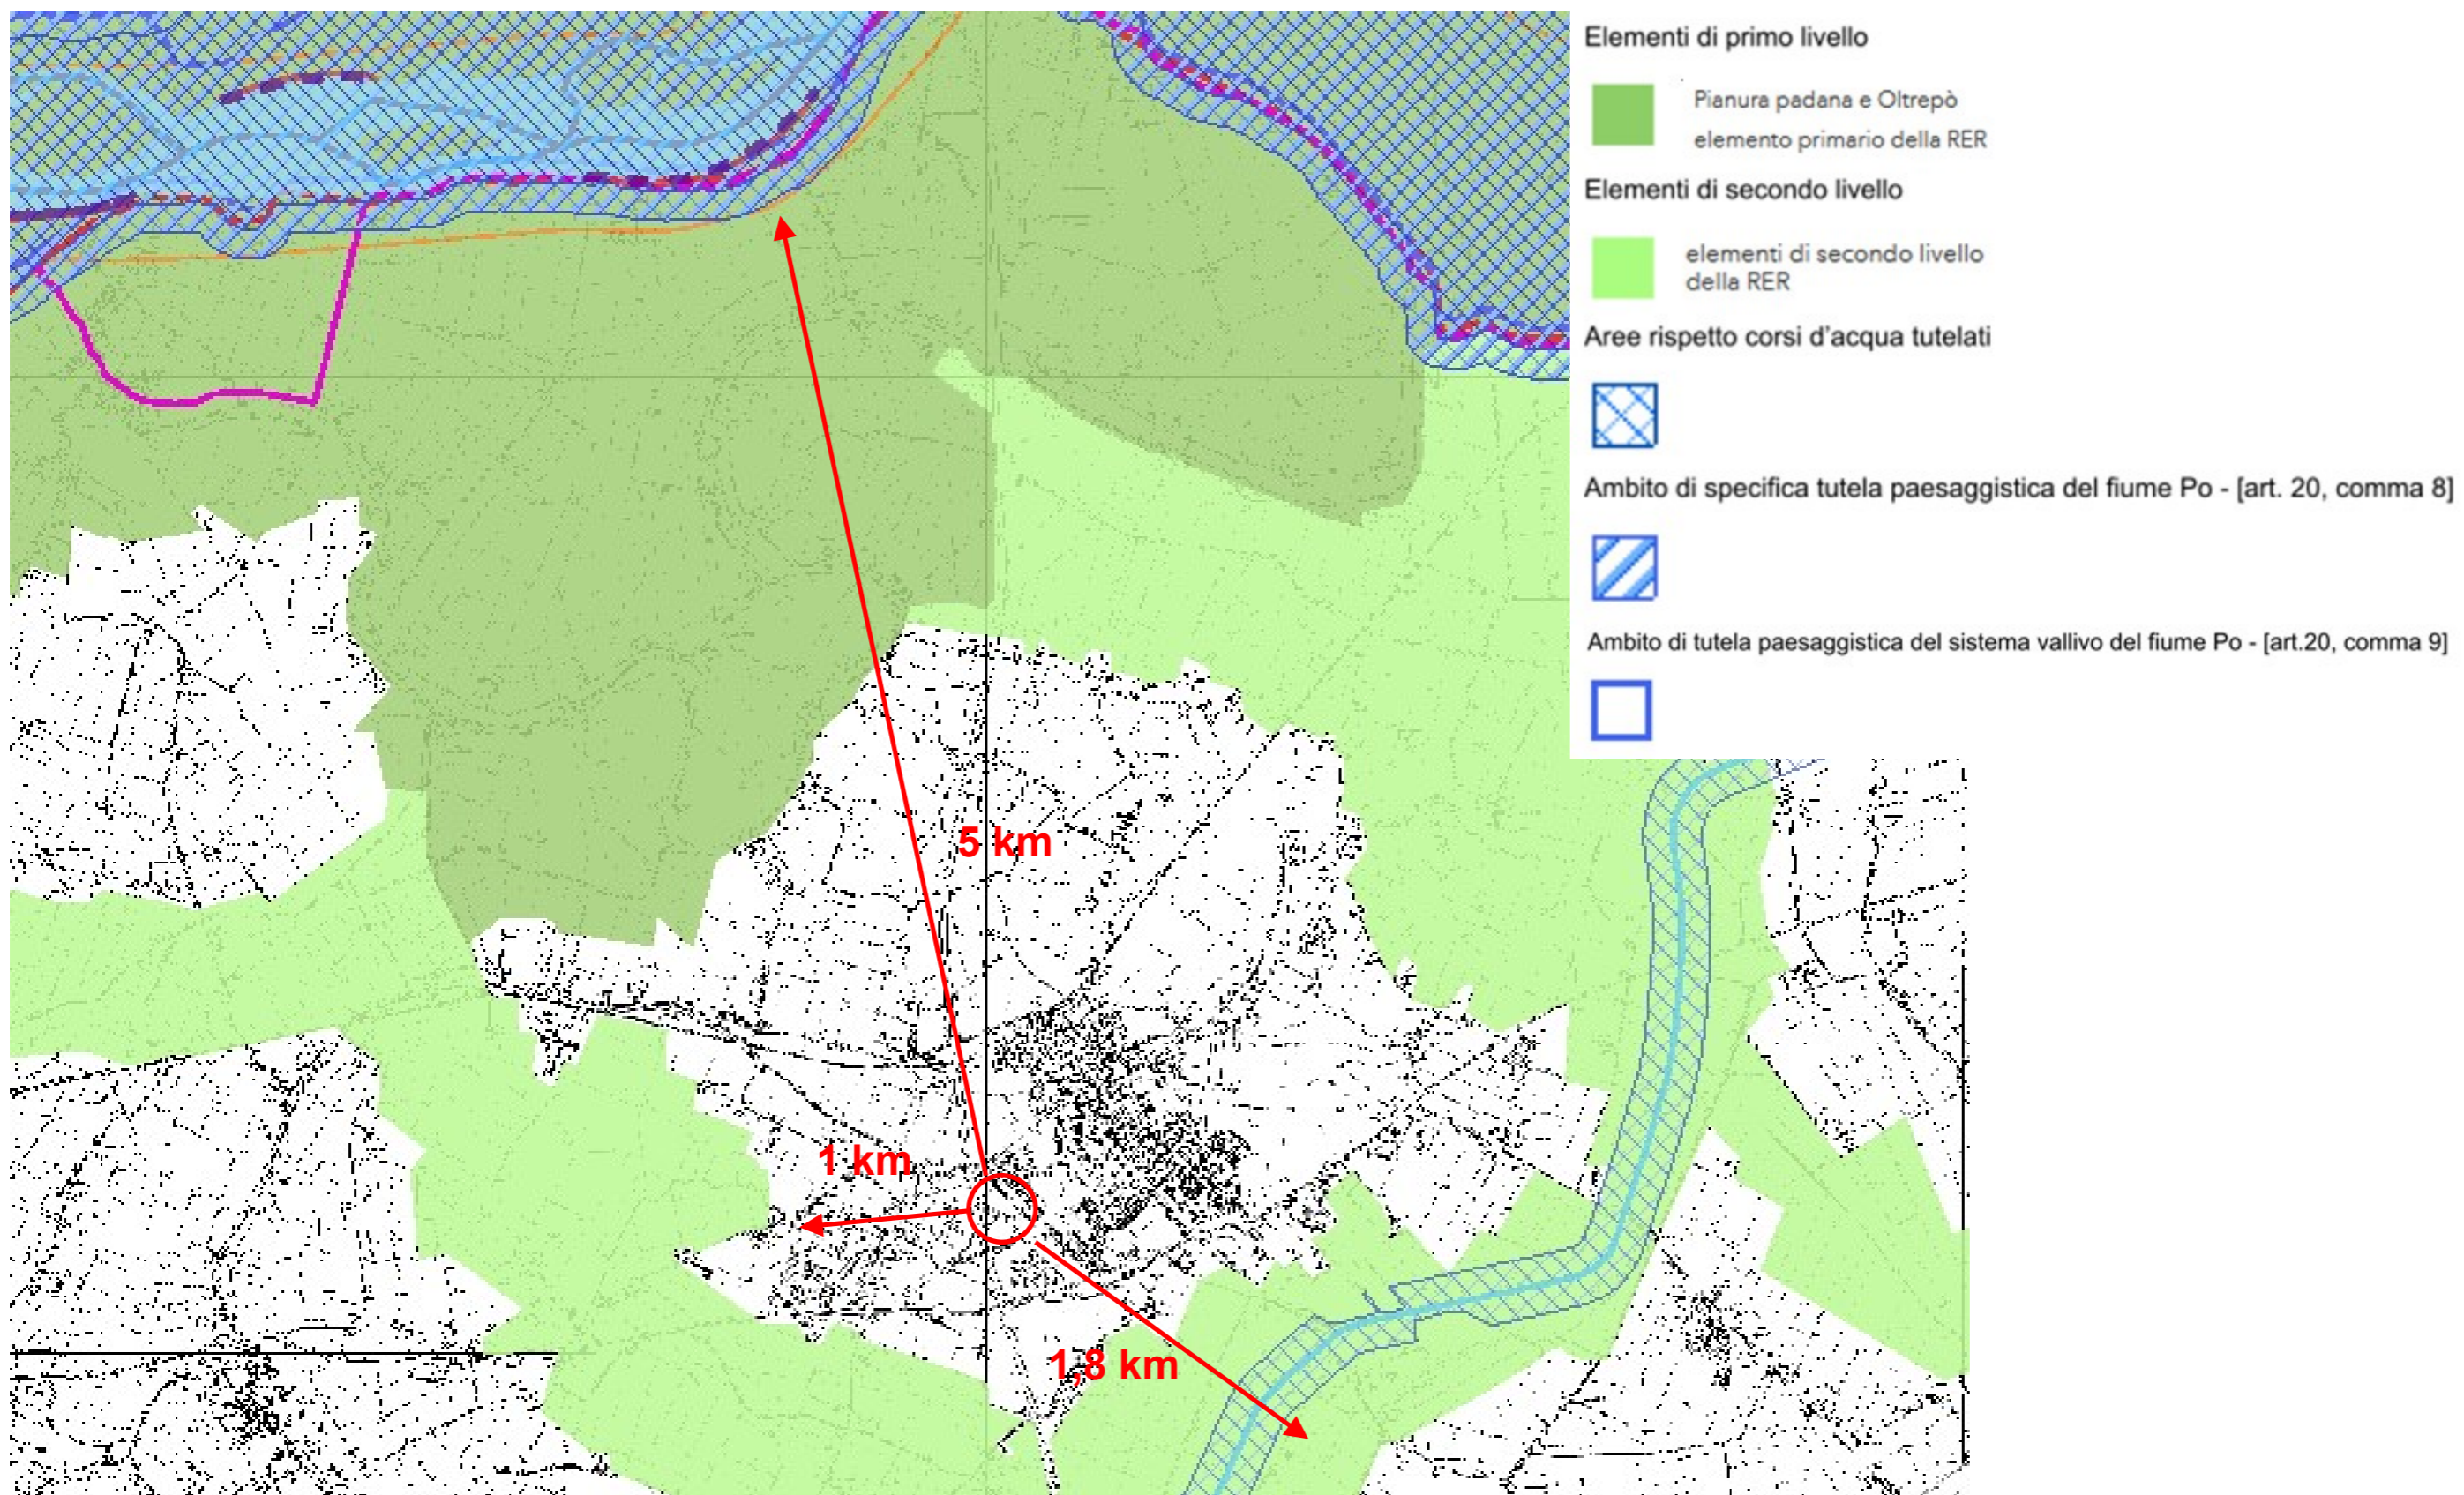 Elementi di primo livello
Pianura padana e Oltrepò
elemento primario della RER
Elementi di secondo livello
elementi di secondo livello
della RER
Aree rispetto corsi d'acqua tutelati
Ambito di specifica tutela paesaggistica del fiume Po - [art. 20, comma 8]
Ambito di tutela paesaggistica del sistema vallivo del fiume Po - [art.20, comma 9]
5 km
1 km
1,8 km